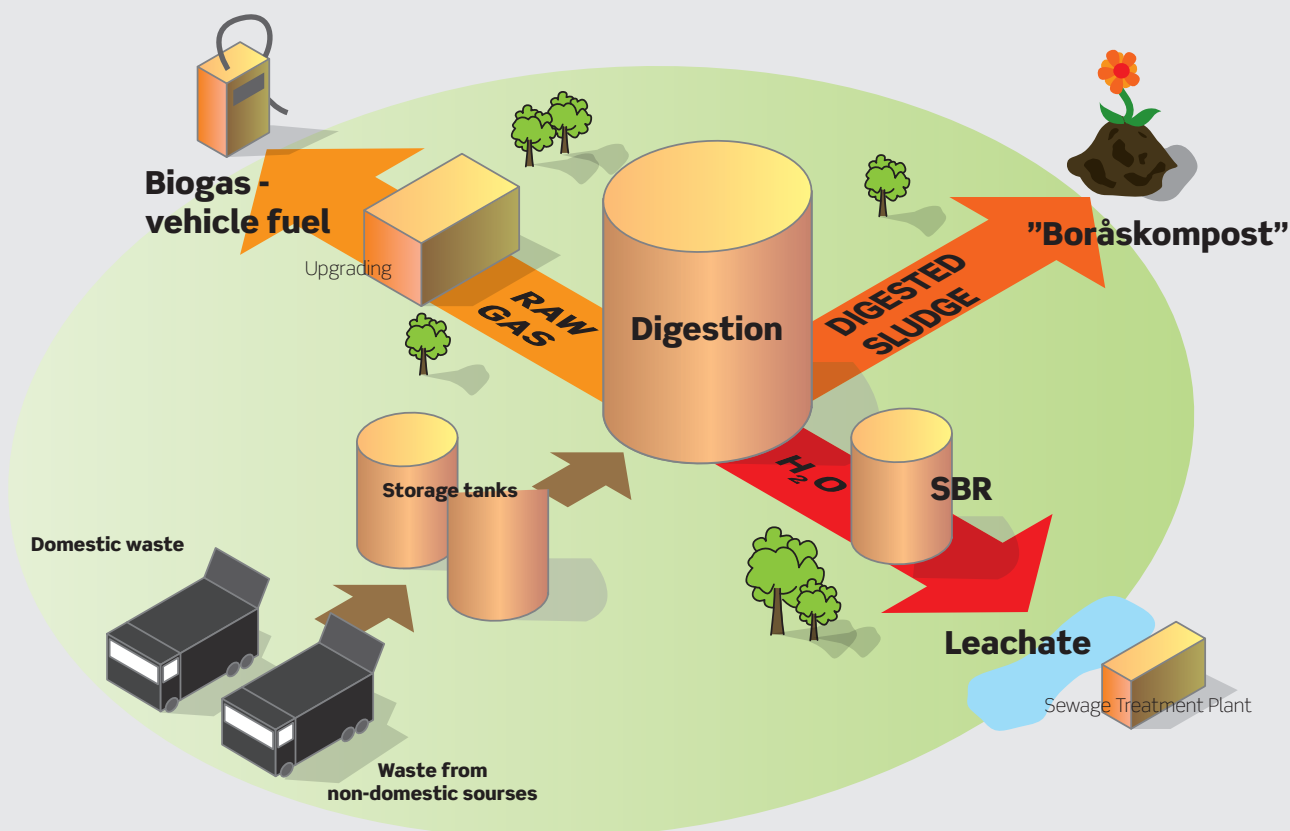 Biogas -
vehicle fuel
Upgrading
RAW
GAS
Digestion
DIGESTED
SLUDGE
"Boråskompost"
Storage tanks
H₂O
SBR
Domestic waste
Leachate
Sewage Treatment Plant
Waste from
non-domestic sourses